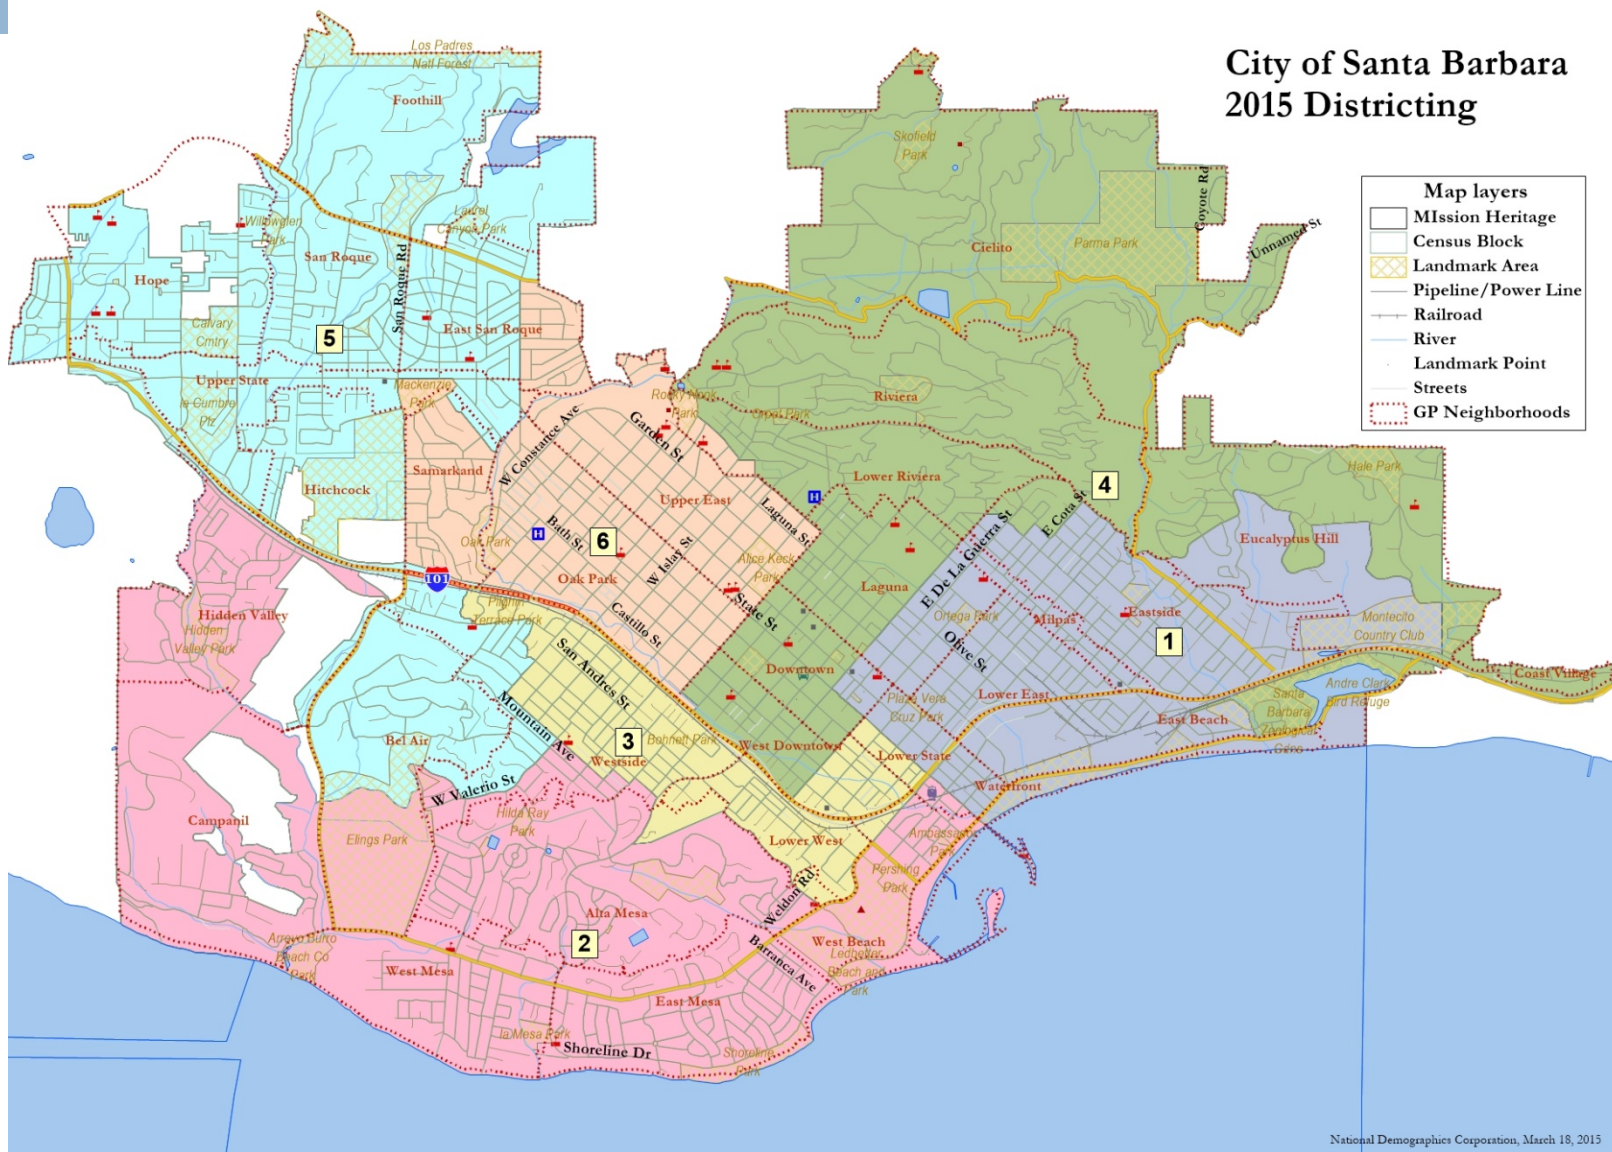 City of Santa Barbara
2015 Districting
Map layers
MIssion Heritage
Census Block
Landmark Area
Pipeline/Power Line
Railroad
River
Landmark Point
Streets
GP Neighborhoods
Los Padres
Natl Forest
Foothill
Skofield
Park
Coyote Rd
Unnamed St
Willowglen
Park
Laurel
Canyon Park
San Roque
San Roque Rd
Cielito
Parma Park
Hope
Calvary
Cmtry
5
East San Roque
Upper State
la Cumbre
Plz
Mackenzie
Park
Rocky Nook
Park
Riviera
Orpet Park
W Constance Ave
Garden St
Samarkand
Hitchcock
Upper East
Laguna St
H
Lower Riviera
4
E Cota St
Hale Park
Oak Park
H
Bath St
6
W Islay St
Alice Keck
Park
E De La Guerra St
Eucalyptus Hill
101
Oak Park
Laguna
Pilgrim
Terrace Park
Castillo St
State St
Ortega Park
Milpas
Eastside
Montecito
Country Club
Hidden Valley
Hidden
Valley Park
San Andres St
Olive St
1
Downtown
Coast Village
Mountain Ave
Plaza Vera
Cruz Park
Lower East
Santa
Barbara
Zoological
Gdns
Andre Clark
Bird Refuge
East Beach
Bel Air
3
Bohnett Park
West Downtown
Westside
Lower State
W Valerio St
Waterfront
Campanil
Elings Park
Hilda Ray
Park
Lower West
Ambassador
Park
Pershing
Park
Weldon Rd
Alta Mesa
2
West Beach
Ledbetter
Beach and
Park
Barranca Ave
Arroyo Burro
Beach Co
Park
West Mesa
East Mesa
la Mesa Park
Shoreline Dr
Shoreline
Park
National Demographics Corporation, March 18, 2015